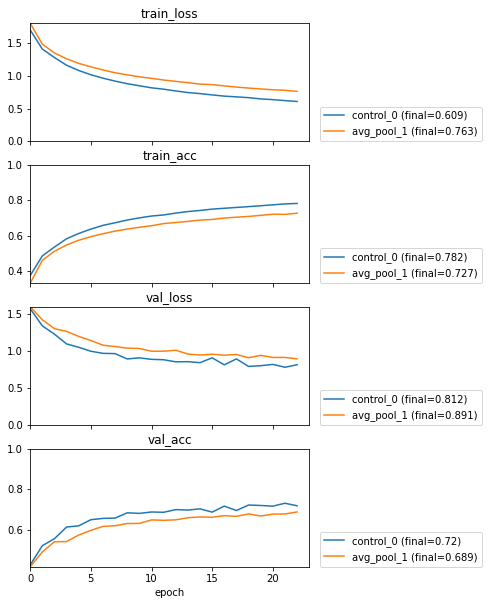 train_loss
1.5
1.0
0.5
0.0
control_0 (final=0.609)
avg_pool_1 (final=0.763)
train_acc
1.0
0.8
0.6
0.4
control_0 (final=0.782)
avg_pool_1 (final=0.727)
val_loss
1.5
1.0
0.5
0.0
control_0 (final=0.812)
avg_pool_1 (final=0.891)
val_acc
1.0
0.8
0.6
control_0 (final=0.72)
avg_pool_1 (final=0.689)
0 5 10 15 20
epoch